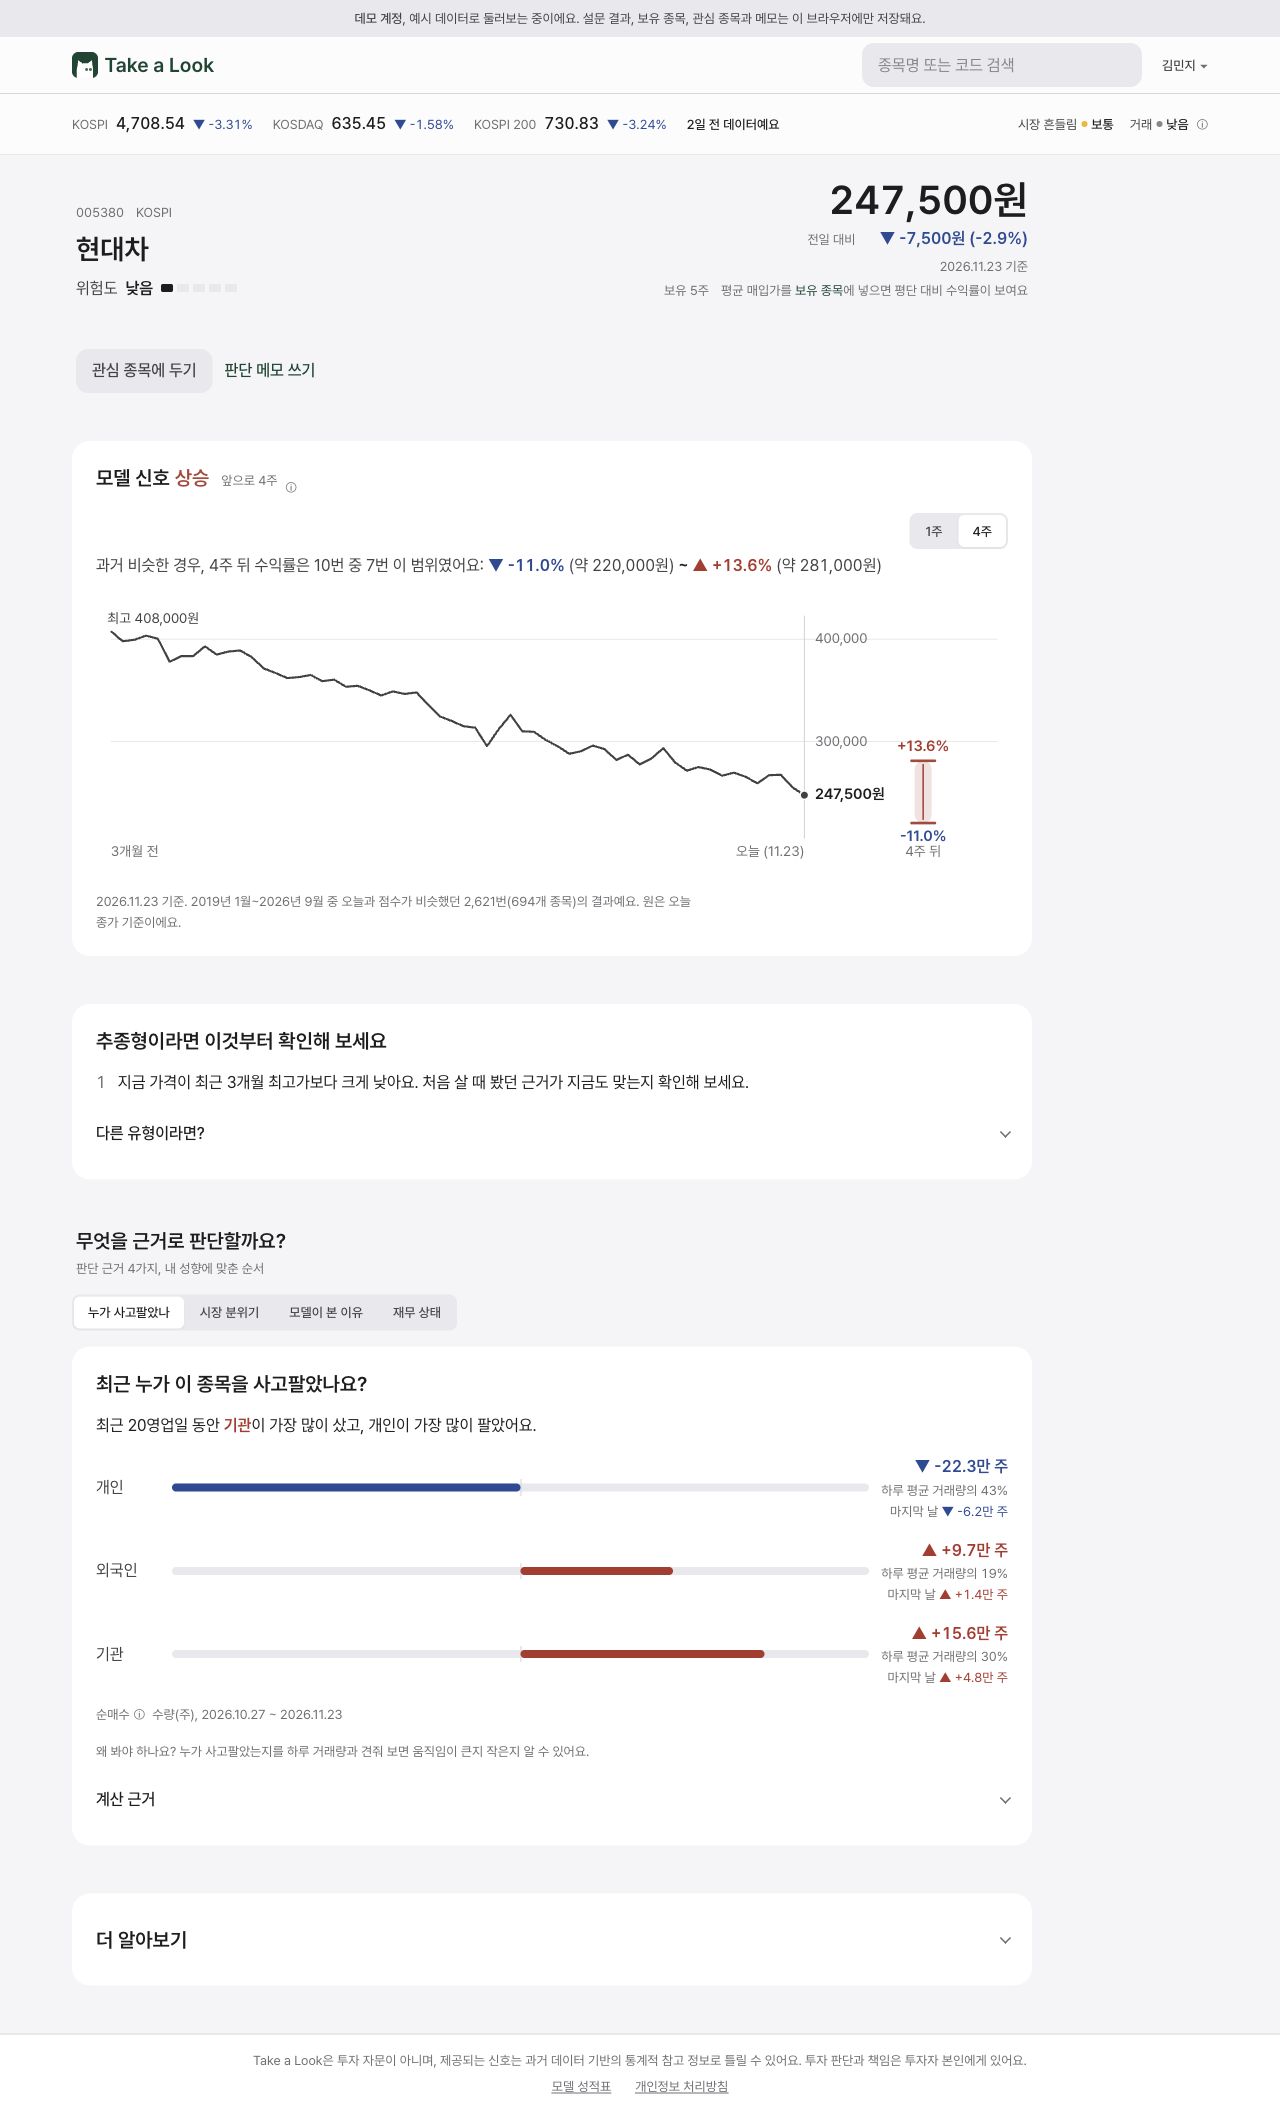 데모 계정, 예시 데이터로 둘러보는 중이에요. 설문 결과, 보유 종목, 관심 종목과 메모는 이 브라우저에만 저장돼요.
Take a Look
종목명 또는 코드 검색
김민지
KOSPI 4,708.54 ▼ -3.31% KOSDAQ 635.45 ▼ -1.58% KOSPI 200 730.83 ▼ -3.24% 2일 전 데이터예요
시장 흔들림 보통 거래 낮음 ⓘ
005380 KOSPI
현대차
위험도 낮음
247,500원
전일 대비 ▼ -7,500원 (-2.9%)
2026.11.23 기준
보유 5주 평균 매입가를 보유 종목에 넣으면 평단 대비 수익률이 보여요
관심 종목에 두기
판단 메모 쓰기
모델 신호 상승 앞으로 4주 ⓘ
1주 4주
과거 비슷한 경우, 4주 뒤 수익률은 10번 중 7번 이 범위였어요: ▼ -11.0% (약 220,000원) ~ ▲ +13.6% (약 281,000원)
최고 408,000원
400,000
300,000
+13.6%
247,500원
-11.0%
3개월 전
오늘 (11.23)
4주 뒤
2026.11.23 기준. 2019년 1월~2026년 9월 중 오늘과 점수가 비슷했던 2,621번(694개 종목)의 결과예요. 원은 오늘
종가 기준이에요.
추종형이라면 이것부터 확인해 보세요
1 지금 가격이 최근 3개월 최고가보다 크게 낮아요. 처음 살 때 봤던 근거가 지금도 맞는지 확인해 보세요.
다른 유형이라면?
무엇을 근거로 판단할까요?
판단 근거 4가지, 내 성향에 맞춘 순서
누가 사고팔았나 시장 분위기 모델이 본 이유 재무 상태
최근 누가 이 종목을 사고팔았나요?
최근 20영업일 동안 기관이 가장 많이 샀고, 개인이 가장 많이 팔았어요.
개인
▼ -22.3만 주
하루 평균 거래량의 43%
마지막 날 ▼ -6.2만 주
외국인
▲ +9.7만 주
하루 평균 거래량의 19%
마지막 날 ▲ +1.4만 주
기관
▲ +15.6만 주
하루 평균 거래량의 30%
마지막 날 ▲ +4.8만 주
순매수 ⓘ 수량(주), 2026.10.27 ~ 2026.11.23
왜 봐야 하나요? 누가 사고팔았는지를 하루 거래량과 견줘 보면 움직임이 큰지 작은지 알 수 있어요.
계산 근거
더 알아보기
Take a Look은 투자 자문이 아니며, 제공되는 신호는 과거 데이터 기반의 통계적 참고 정보로 틀릴 수 있어요. 투자 판단과 책임은 투자자 본인에게 있어요.
모델 성적표 개인정보 처리방침